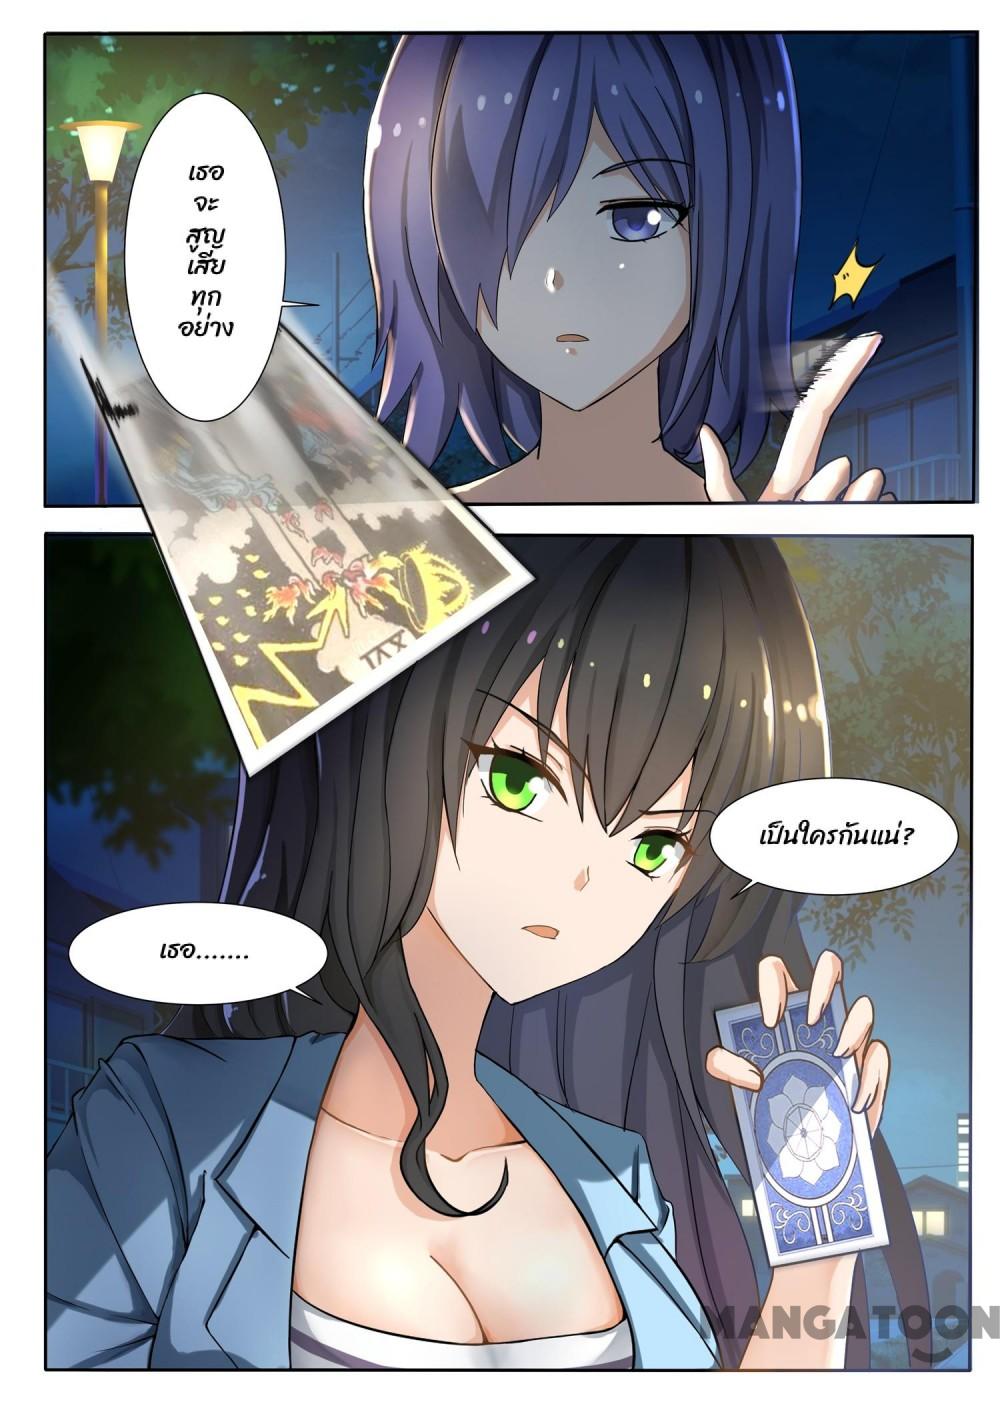 เธอ
จะ
สูญ
เสีย
ทุก
อย่าง
XVI
เธอ.......
เป็นใครกันแน่?
MANGATOON